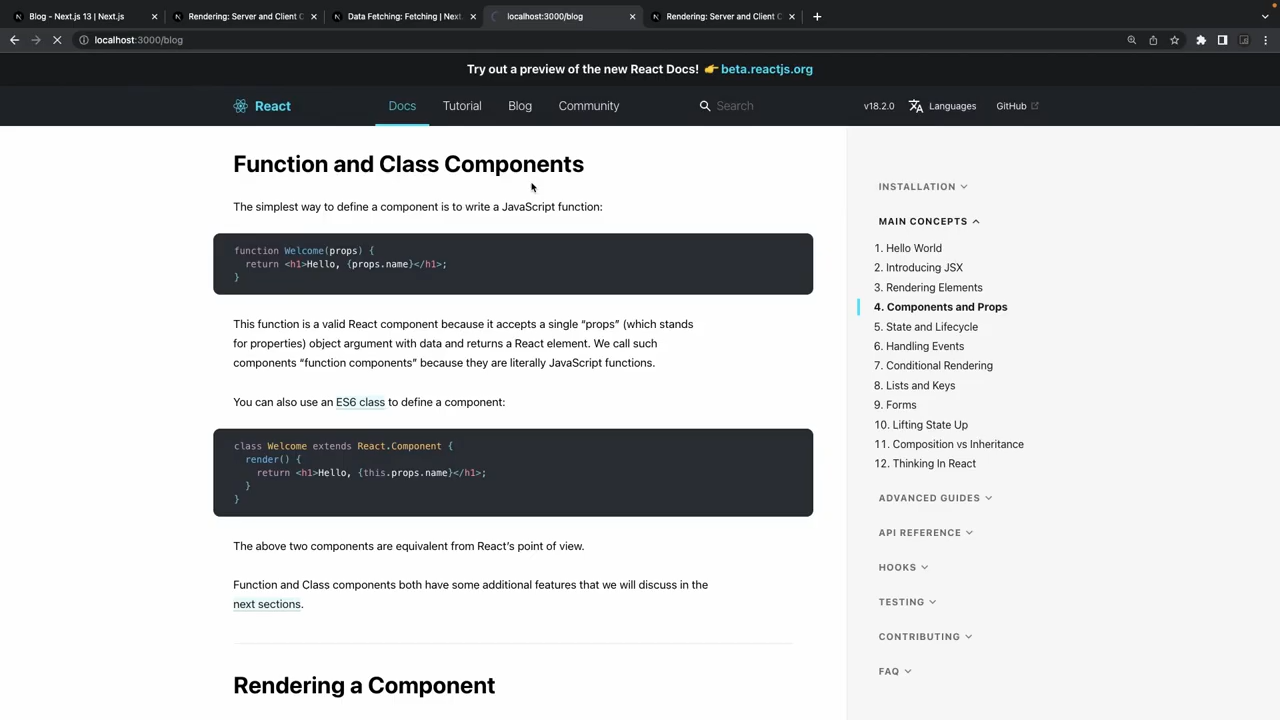 Blog - Next.js 13 | Next.js
Rendering: Server and Client C
Data Fetching: Fetching | Next.
localhost:3000/blog
Rendering: Server and Client C
localhost:3000/blog
Try out a preview of the new React Docs! 👉 beta.reactjs.org
React
Docs
Tutorial
Blog
Community
Search
v18.2.0
Languages
GitHub
Function and Class Components
The simplest way to define a component is to write a JavaScript function:
function Welcome(props) {
  return <h1>Hello, {props.name}</h1>;
}
This function is a valid React component because it accepts a single “props” (which stands
for properties) object argument with data and returns a React element. We call such
components “function components” because they are literally JavaScript functions.
You can also use an ES6 class to define a component:
class Welcome extends React.Component {
  render() {
    return <h1>Hello, {this.props.name}</h1>;
  }
}
The above two components are equivalent from React’s point of view.
Function and Class components both have some additional features that we will discuss in the
next sections.
Rendering a Component
INSTALLATION
MAIN CONCEPTS
1. Hello World
2. Introducing JSX
3. Rendering Elements
4. Components and Props
5. State and Lifecycle
6. Handling Events
7. Conditional Rendering
8. Lists and Keys
9. Forms
10. Lifting State Up
11. Composition vs Inheritance
12. Thinking In React
ADVANCED GUIDES
API REFERENCE
HOOKS
TESTING
CONTRIBUTING
FAQ